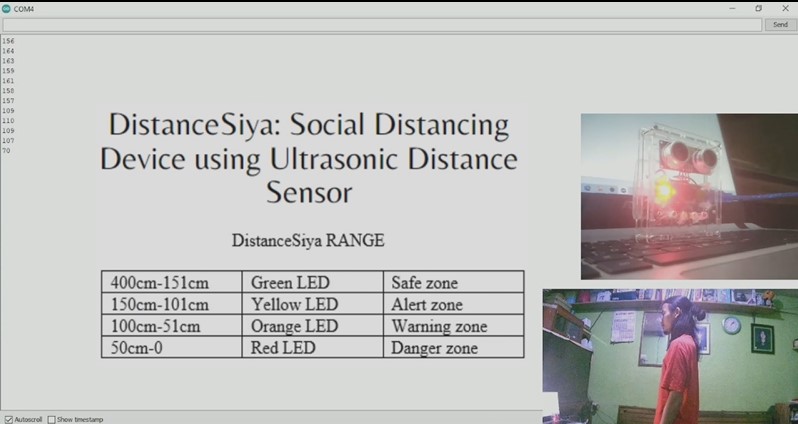 COM4
Send
156
164
163
159
161
158
157
109
110
109
107
70
DistanceSiya: Social Distancing
Device using Ultrasonic Distance
Sensor
DistanceSiya RANGE
400cm-151cm Green LED Safe zone
150cm-101cm Yellow LED Alert zone
100cm-51cm Orange LED Warning zone
50cm-0 Red LED Danger zone
Autoscroll Show timestamp